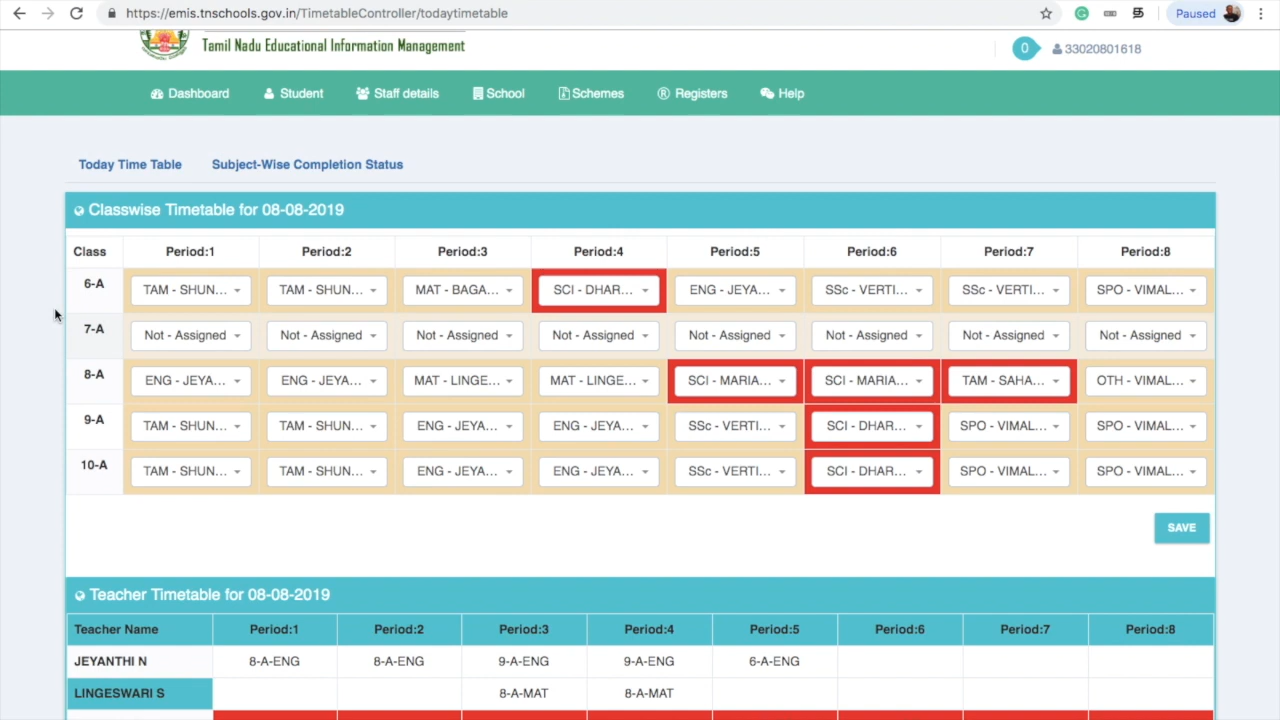 https://emis.tnschools.gov.in/TimetableController/todaytimetable
Paused
Tamil Nadu Educational Information Management
0 33020801618
Dashboard Student Staff details School Schemes Registers Help
Today Time Table Subject-Wise Completion Status
Classwise Timetable for 08-08-2019
Class Period:1 Period:2 Period:3 Period:4 Period:5 Period:6 Period:7 Period:8
6-A TAM - SHUN... TAM - SHUN... MAT - BAGA... SCI - DHAR... ENG - JEYA... SSc - VERTI... SSc - VERTI... SPO - VIMAL...
7-A Not - Assigned Not - Assigned Not - Assigned Not - Assigned Not - Assigned Not - Assigned Not - Assigned Not - Assigned
8-A ENG - JEYA... ENG - JEYA... MAT - LINGE... MAT - LINGE... SCI - MARIA... SCI - MARIA... TAM - SAHA... OTH - VIMAL...
9-A TAM - SHUN... TAM - SHUN... ENG - JEYA... ENG - JEYA... SSc - VERTI... SCI - DHAR... SPO - VIMAL... SPO - VIMAL...
10-A TAM - SHUN... TAM - SHUN... ENG - JEYA... ENG - JEYA... SSc - VERTI... SCI - DHAR... SPO - VIMAL... SPO - VIMAL...
SAVE
Teacher Timetable for 08-08-2019
Teacher Name Period:1 Period:2 Period:3 Period:4 Period:5 Period:6 Period:7 Period:8
JEYANTHI N 8-A-ENG 8-A-ENG 9-A-ENG 9-A-ENG 6-A-ENG
LINGESWARI S 8-A-MAT 8-A-MAT